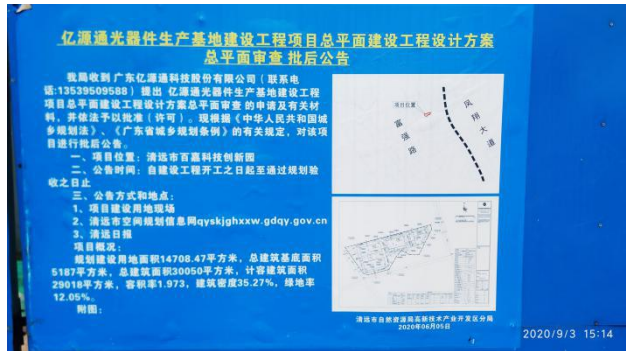 亿源通光器件生产基地建设工程项目总平面建设工程设计方案
总平面审查 批后公告
我局收到 广东亿源通科技股份有限公司（联系电
话:13539509588）提出 亿源通光器件生产基地建设工程
项目总平面建设工程设计方案总平面审查 的申请及有关材
料，并依法予以批准（许可）。现根据《中华人民共和国城
乡规划法》、《广东省城乡规划条例》的有关规定，对该项
目进行批后公告。
一、项目位置：清远市百嘉科技创新园
二、公告时间：自建设工程开工之日起至通过规划验
收之日止
三、公告方式和地点：
1、项目建设用地现场
2、清远市空间规划信息网qyskjghxxw.gdqy.gov.cn
3、清远日报
项目概况：
规划建设用地面积14708.47平方米，总建筑基底面积
5187平方米，总建筑面积30050平方米，计容建筑面积
29018平方米，容积率1.973，建筑密度35.27%，绿地率
12.05%。
附图：
项目位置
富强路
凤翔大道
清远市自然资源局高新技术产业开发区分局
2020年06月05日
2020/9/3 15:14